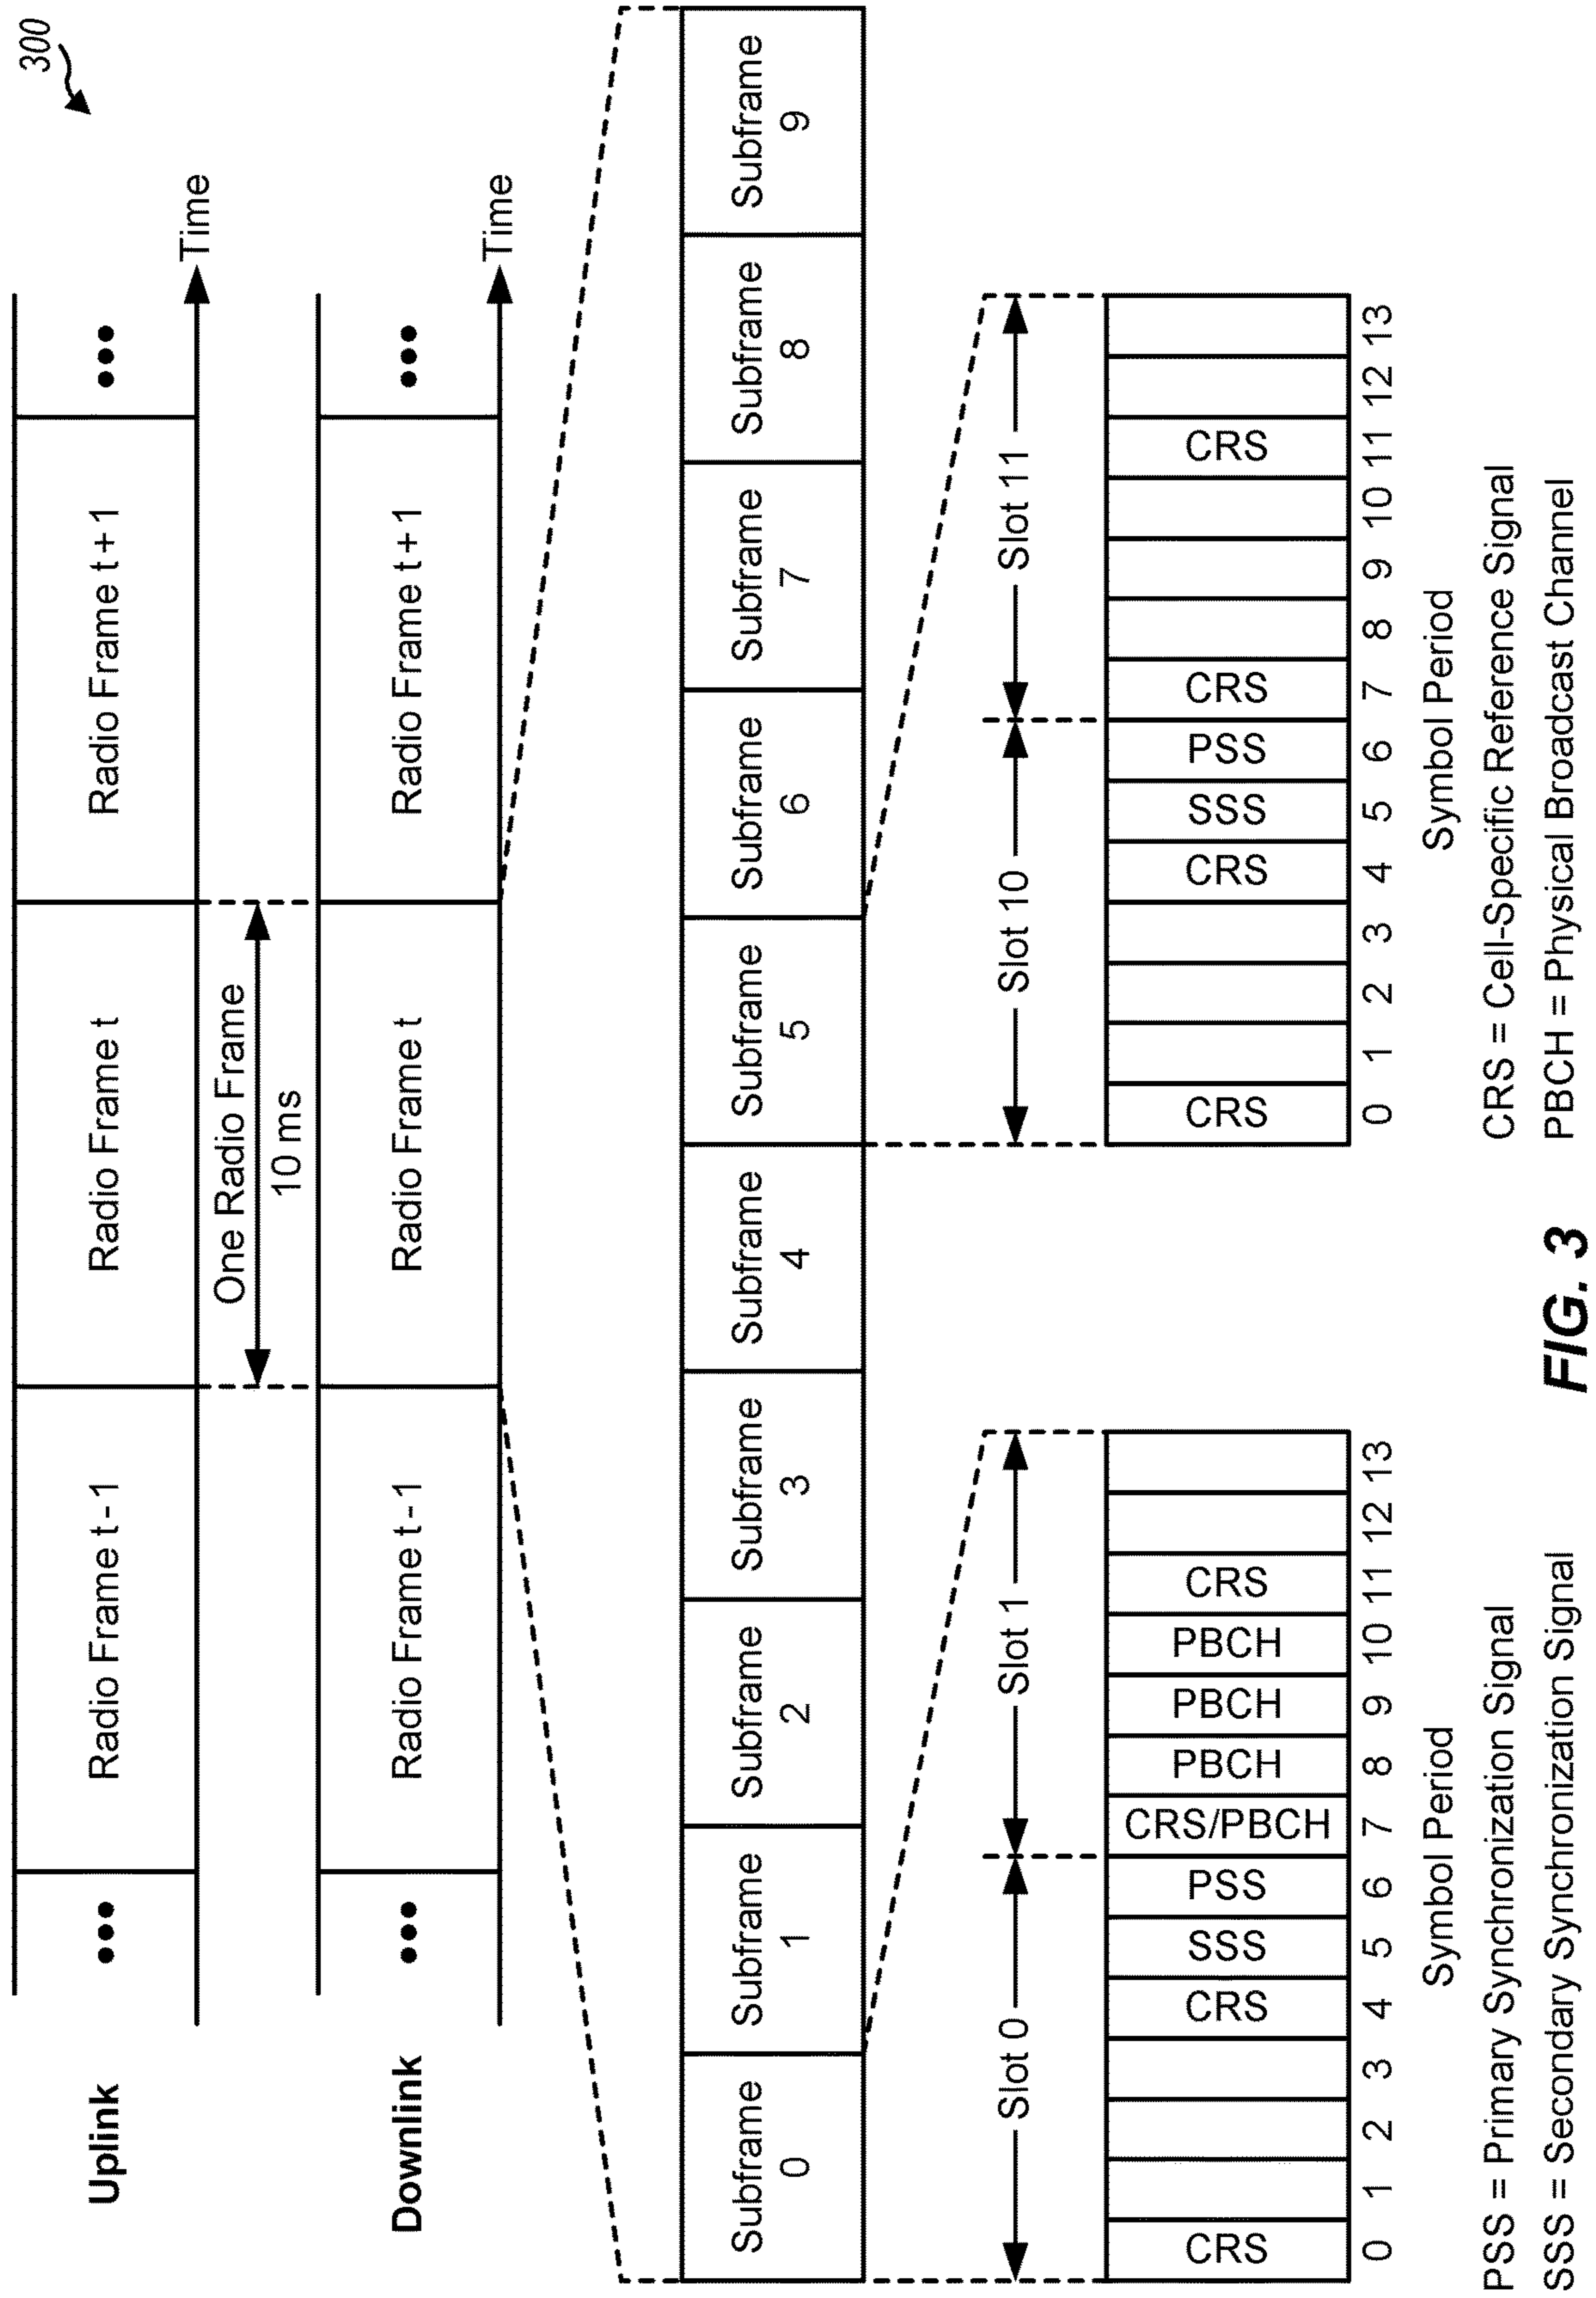 300
Uplink
Radio Frame t - 1
Radio Frame t
Radio Frame t + 1
Time
One Radio Frame
10 ms
Downlink
Radio Frame t - 1
Radio Frame t
Radio Frame t + 1
Time
Subframe
0
Subframe
1
Subframe
2
Subframe
3
Subframe
4
Subframe
5
Subframe
6
Subframe
7
Subframe
8
Subframe
9
Slot 0
Slot 1
CRS
CRS
SSS
PSS
CRS/PBCH
PBCH
PBCH
PBCH
CRS
0 1 2 3 4 5 6 7 8 9 10 11 12 13
Symbol Period
Slot 10
Slot 11
CRS
CRS
SSS
PSS
CRS
CRS
0 1 2 3 4 5 6 7 8 9 10 11 12 13
Symbol Period
PSS = Primary Synchronization Signal
SSS = Secondary Synchronization Signal
CRS = Cell-Specific Reference Signal
PBCH = Physical Broadcast Channel
FIG. 3